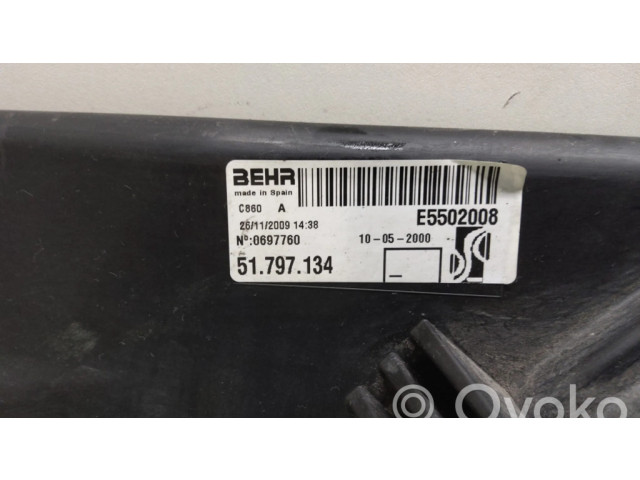 BEHR
made in Spain
C860 A
E5502008
26/11/2009 14:38
Nº:0697760
10-05-2000
51.797.134
© Ovoko